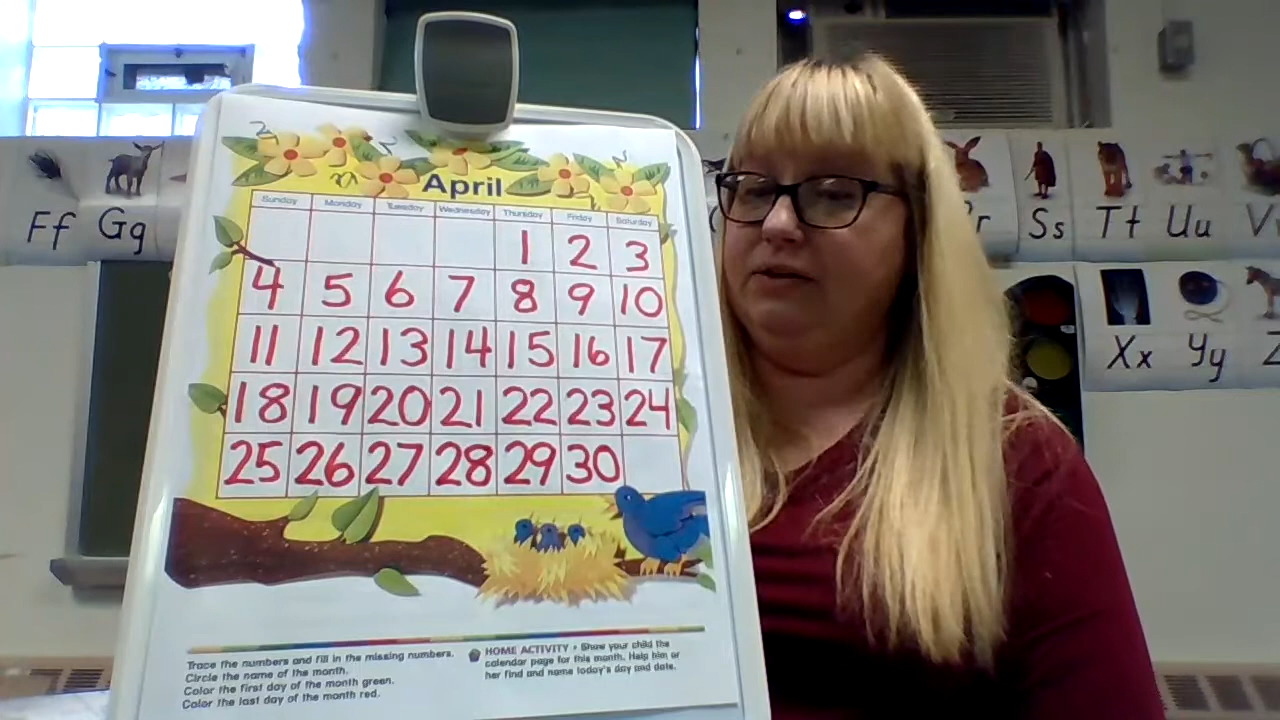 Ff Gg
April
Sunday Monday Tuesday Wednesday Thursday Friday Saturday
1 2 3
4 5 6 7 8 9 10
11 12 13 14 15 16 17
18 19 20 21 22 23 24
25 26 27 28 29 30
Trace the numbers and fill in the missing numbers.
Circle the name of the month.
Color the first day of the month green.
Color the last day of the month red.
HOME ACTIVITY • Show your child the
calendar page for this month. Help him or
her find and name today's day and date.
r Ss Tt Uu V
Xx Yy Z